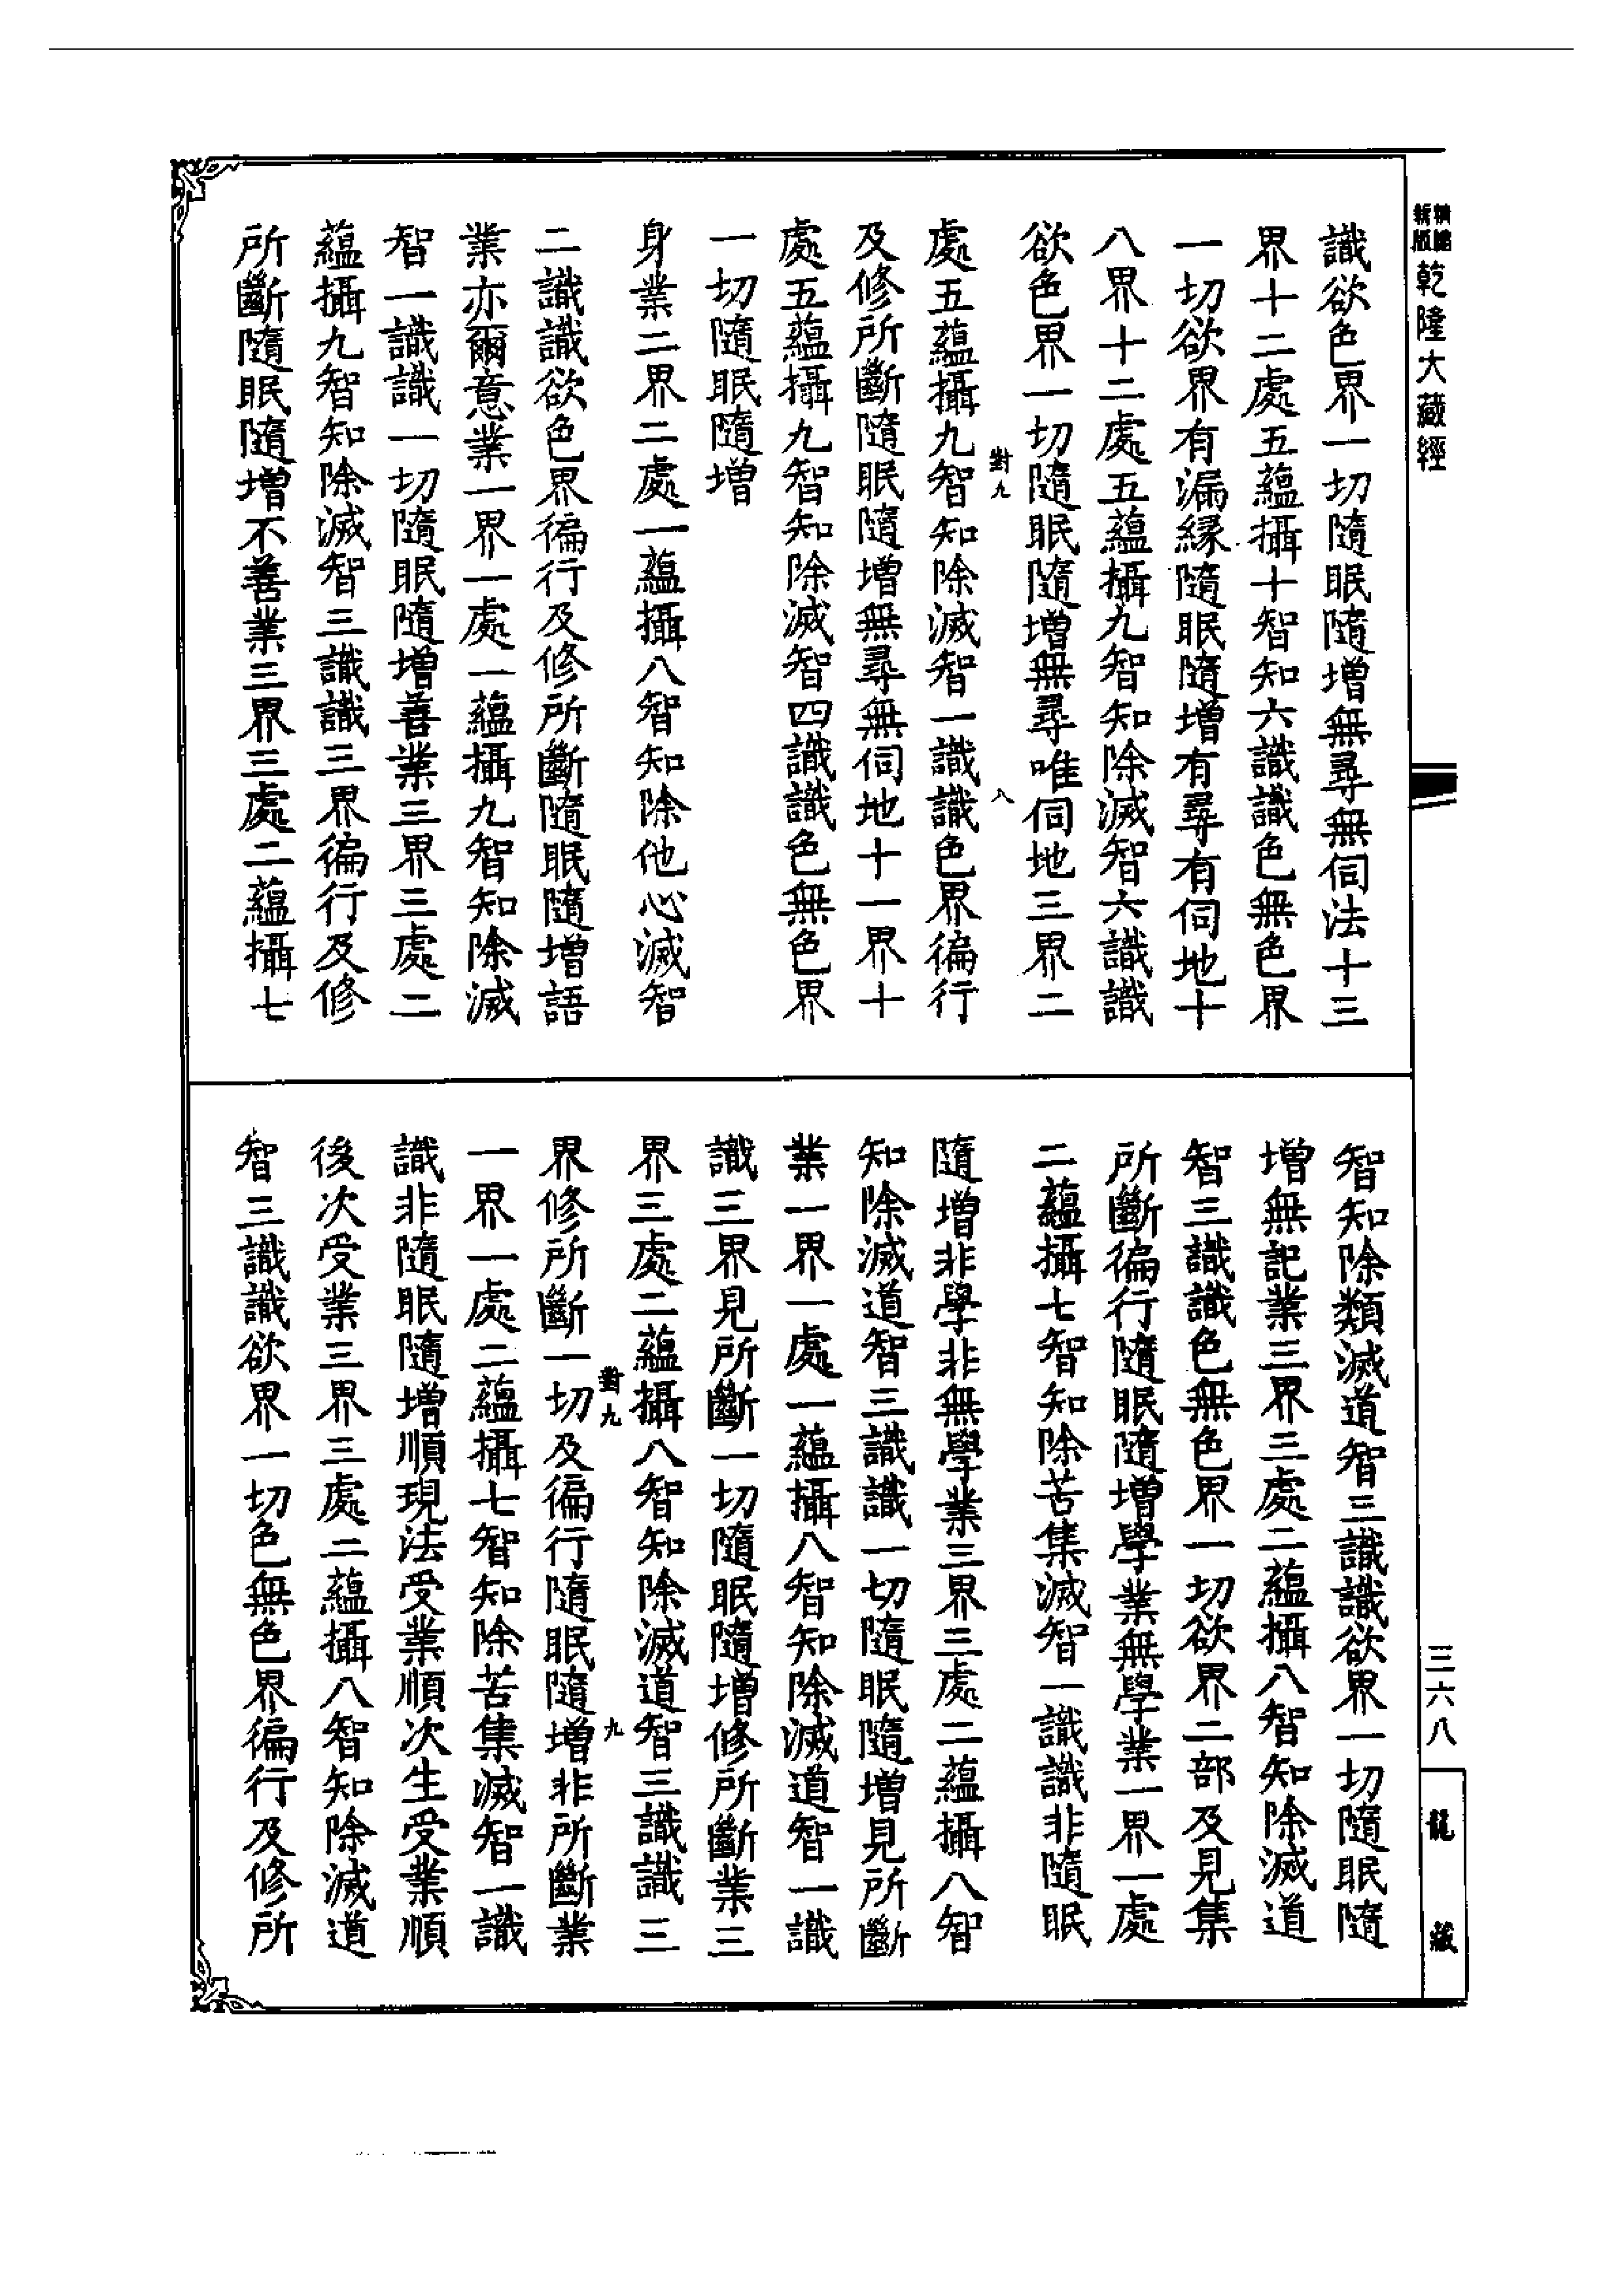 新版精縮乾隆大藏經
三六八
龍藏
識欲色界一切隨眠隨增無尋無伺法十三
界十二處五蘊攝十智知六識識色無色界
一切欲界有漏緣隨眠隨增有尋有伺地十
八界十二處五蘊攝九智知除滅智六識識
欲色界一切隨眠隨增無尋唯伺地三界二
對九 八
處五蘊攝九智知除滅智一識識色界徧行
及修所斷隨眠隨增無尋無伺地十一界十
處五蘊攝九智知除滅智四識識色無色界
一切隨眠隨增
身業二界二處一蘊攝八智知除他心滅智
二識識欲色界徧行及修所斷隨眠隨增語
業亦爾意業一界一處一蘊攝九智知除滅
智一識識一切隨眠隨增善業三界三處二
蘊攝九智知除滅智三識識三界徧行及修
所斷隨眠隨增不善業三界三處二蘊攝七
智知除類滅道智三識識欲界一切隨眠隨
增無記業三界三處二蘊攝八智知除滅道
智三識識色無色界一切欲界二部及見集
所斷徧行隨眠隨增學業無學業一界一處
二蘊攝七智知除苦集滅智一識識非隨眠
隨增非學非無學業三界三處二蘊攝八智
知除滅道智三識識一切隨眠隨增見所斷
業一界一處一蘊攝八智知除滅道智一識
識三界見所斷一切隨眠隨增修所斷業三
界三處二蘊攝八智知除滅道智三識識三
對九 九
界修所斷一切及徧行隨眠隨增非所斷業
一界一處二蘊攝七智知除苦集滅智一識
識非隨眠隨增順現法受業順次生受業順
後次受業三界三處二蘊攝八智知除滅道
智三識識欲界一切色無色界徧行及修所